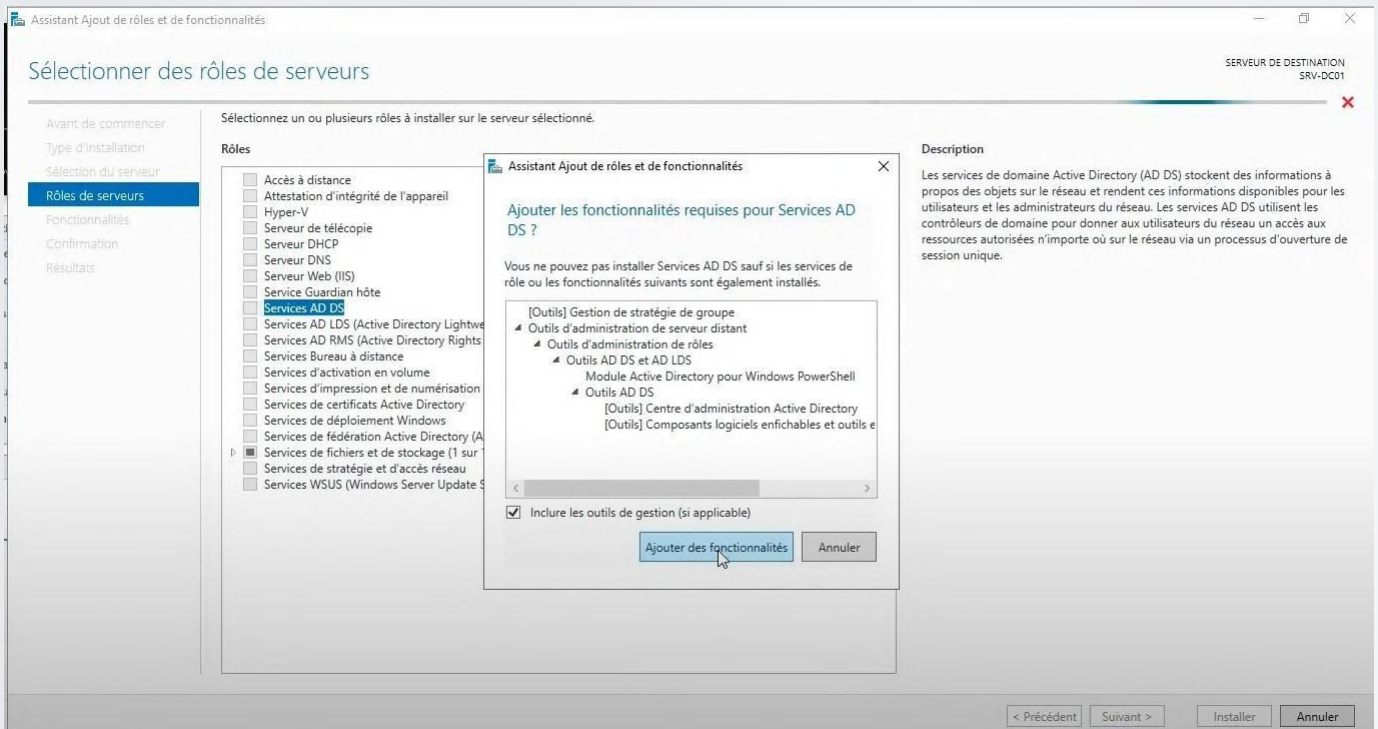 Assistant Ajout de rôles et de fonctionnalités
Sélectionner des rôles de serveurs
SERVEUR DE DESTINATION
SRV-DC01
Avant de commencer
Type d'installation
Sélection du serveur
Rôles de serveurs
Fonctionnalités
Confirmation
Résultats
Sélectionnez un ou plusieurs rôles à installer sur le serveur sélectionné.
Rôles
Accès à distance
Attestation d'intégrité de l'appareil
Hyper-V
Serveur de télécopie
Serveur DHCP
Serveur DNS
Serveur Web (IIS)
Service Guardian hôte
Services AD DS
Services AD LDS (Active Directory Lightwe
Services AD RMS (Active Directory Rights
Services Bureau à distance
Services d'activation en volume
Services d'impression et de numérisation
Services de certificats Active Directory
Services de déploiement Windows
Services de fédération Active Directory (A
Services de fichiers et de stockage (1 sur
Services de stratégie et d'accès réseau
Services WSUS (Windows Server Update S
Assistant Ajout de rôles et de fonctionnalités
Ajouter les fonctionnalités requises pour Services AD
DS ?
Vous ne pouvez pas installer Services AD DS sauf si les services de
rôle ou les fonctionnalités suivants sont également installés.
[Outils] Gestion de stratégie de groupe
Outils d'administration de serveur distant
Outils d'administration de rôles
Outils AD DS et AD LDS
Module Active Directory pour Windows PowerShell
Outils AD DS
[Outils] Centre d'administration Active Directory
[Outils] Composants logiciels enfichables et outils e
Inclure les outils de gestion (si applicable)
Ajouter des fonctionnalités
Annuler
Description
Les services de domaine Active Directory (AD DS) stockent des informations à
propos des objets sur le réseau et rendent ces informations disponibles pour les
utilisateurs et les administrateurs du réseau. Les services AD DS utilisent les
contrôleurs de domaine pour donner aux utilisateurs du réseau un accès aux
ressources autorisées n'importe où sur le réseau via un processus d'ouverture de
session unique.
< Précédent
Suivant >
Installer
Annuler